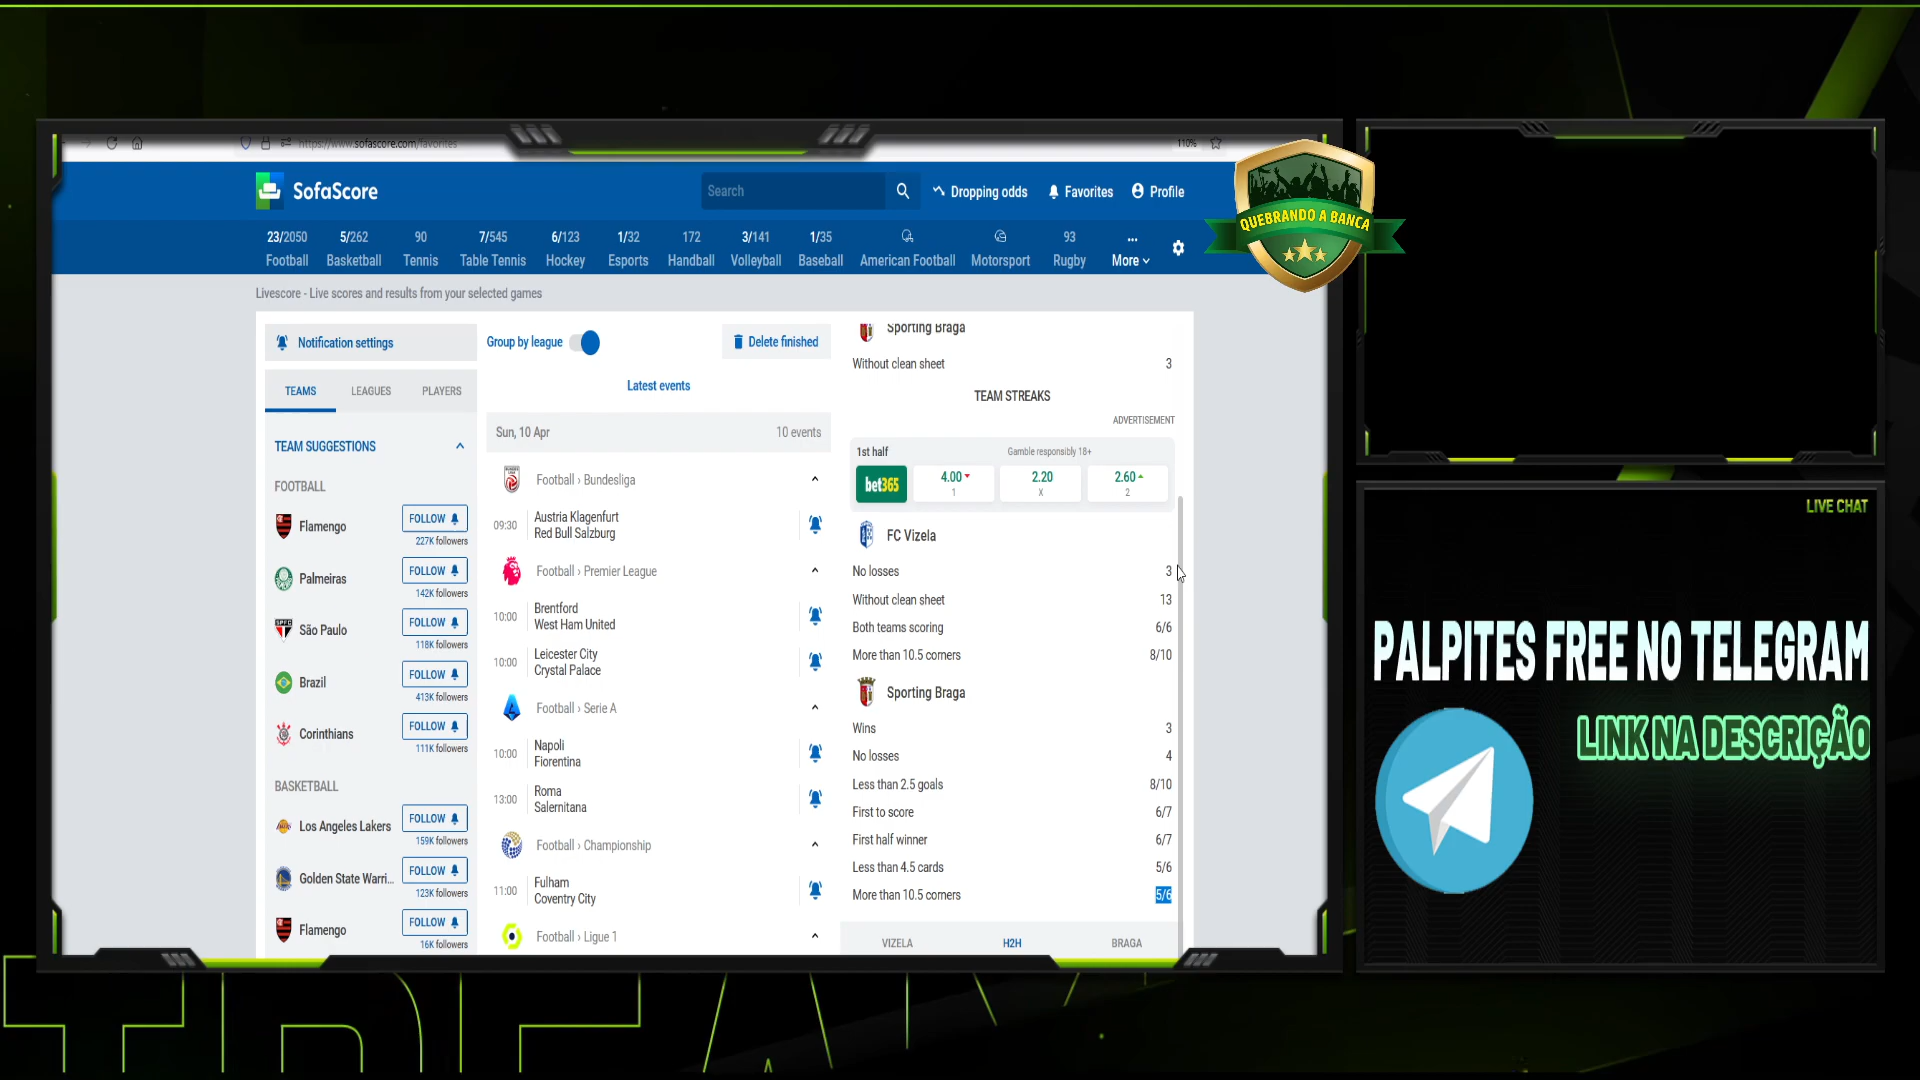 https://www.sofascore.com/favorites
110%
SofaScore
Search
Dropping odds
Favorites
Profile
QUEBRANDO A BANCA
23/2050 5/262 90 7/545 6/123 1/32 172 3/141 1/35 93 ...
Football Basketball Tennis Table Tennis Hockey Esports Handball Volleyball Baseball American Football Motorsport Rugby More
Livescore - Live scores and results from your selected games
Notification settings
TEAMS LEAGUES PLAYERS
TEAM SUGGESTIONS
FOOTBALL
Flamengo FOLLOW
227K followers
Palmeiras FOLLOW
142K followers
São Paulo FOLLOW
118K followers
Brazil FOLLOW
413K followers
Corinthians FOLLOW
111K followers
BASKETBALL
Los Angeles Lakers FOLLOW
159K followers
Golden State Warri... FOLLOW
123K followers
Flamengo FOLLOW
16K followers
Group by league
Delete finished
Latest events
Sun, 10 Apr 10 events
Football › Bundesliga
09:30
Austria Klagenfurt
Red Bull Salzburg
Football › Premier League
10:00
Brentford
West Ham United
10:00
Leicester City
Crystal Palace
Football › Serie A
10:00
Napoli
Fiorentina
13:00
Roma
Salernitana
Football › Championship
11:00
Fulham
Coventry City
Football › Ligue 1
Sporting Braga
Without clean sheet 3
TEAM STREAKS
ADVERTISEMENT
1st half Gamble responsibly 18+
bet365 4.00 2.20 2.60
1 X 2
FC Vizela
No losses 3
Without clean sheet 13
Both teams scoring 6/6
More than 10.5 corners 8/10
Sporting Braga
Wins 3
No losses 4
Less than 2.5 goals 8/10
First to score 6/7
First half winner 6/7
Less than 4.5 cards 5/6
More than 10.5 corners 5/6
VIZELA H2H BRAGA
LIVE CHAT
PALPITES FREE NO TELEGRAM
LINK NA DESCRIÇÃO